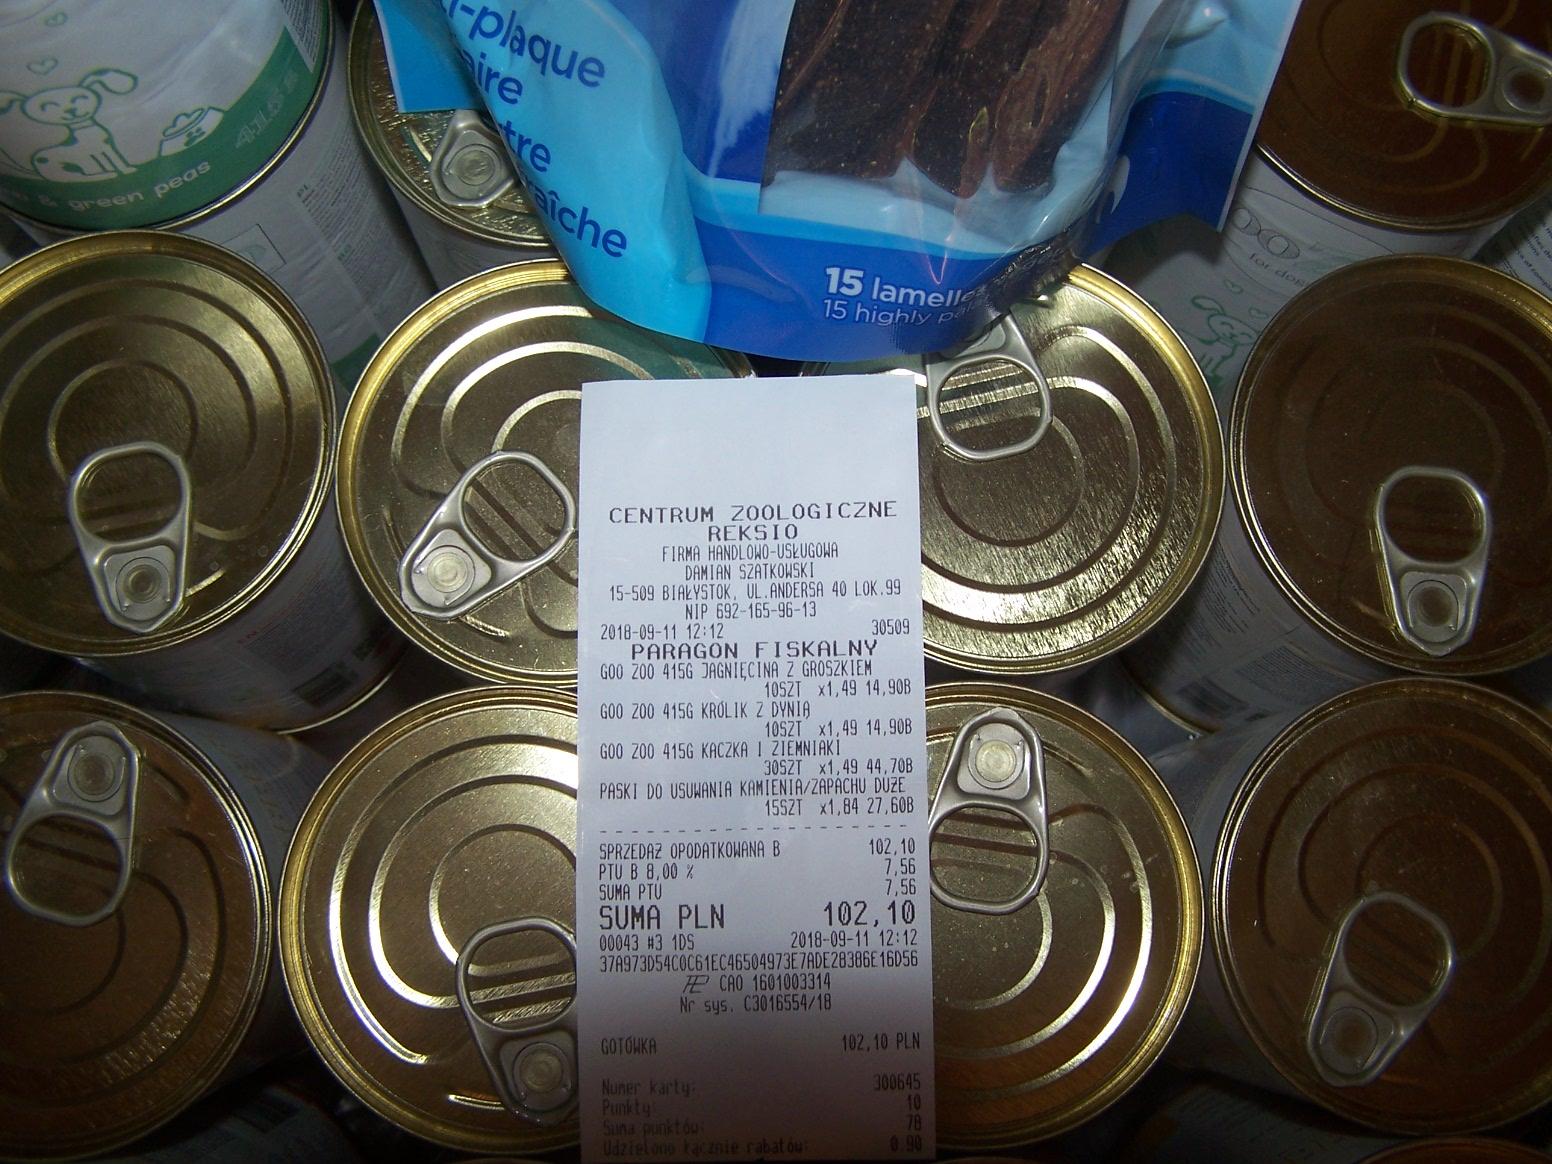 -plaque
aire
tre
aîche
15 lamelle
15 highly
415 g
& green peas
for dog
CENTRUM ZOOLOGICZNE
REKSIO
FIRMA HANDLOWO-USŁUGOWA
DAMIAN SZATKOWSKI
15-509 BIAŁYSTOK, UL.ANDERSA 40 LOK.99
NIP 692-165-96-13
2018-09-11 12:12 30509
PARAGON FISKALNY
GOO ZOO 415G JAGNIĘCINA Z GROSZKIEM
10SZT x1,49 14,90B
GOO ZOO 415G KRÓLIK Z DYNIĄ
10SZT x1,49 14,90B
GOO ZOO 415G KACZKA I ZIEMNIAKI
30SZT x1,49 44,70B
PASKI DO USUWANIA KAMIENIA/ZAPACHU DUŻE
15SZT x1,84 27,60B
SPRZEDAŻ OPODATKOWANA B 102,10
PTU B 8,00 % 7,56
SUMA PTU 7,56
SUMA PLN 102,10
00043 #3 1DS 2018-09-11 12:12
37A973D54C0C61EC46504973E7ADE28386E16D56
CAO 1601003314
Nr sys. C3016554/18
GOTÓWKA 102,10 PLN
Numer karty: 300645
Punkty: 10
Suma punktów: 78
Udzielono łącznie rabatów: 0.90